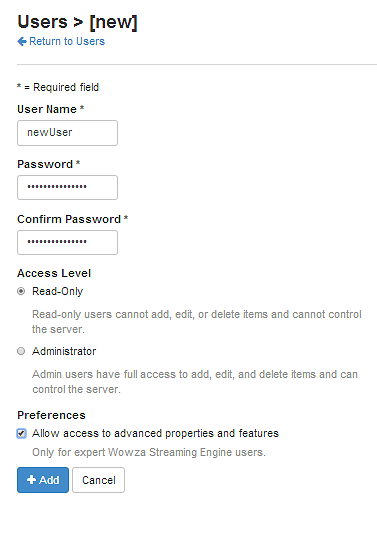 Users > [new]
← Return to Users
* = Required field
User Name *
newUser
Password *
•••••••••••••••
Confirm Password *
•••••••••••••••
Access Level
Read-Only
Read-only users cannot add, edit, or delete items and cannot control
the server.
Administrator
Admin users have full access to add, edit, and delete items and can
control the server.
Preferences
Allow access to advanced properties and features
Only for expert Wowza Streaming Engine users.
+ Add Cancel